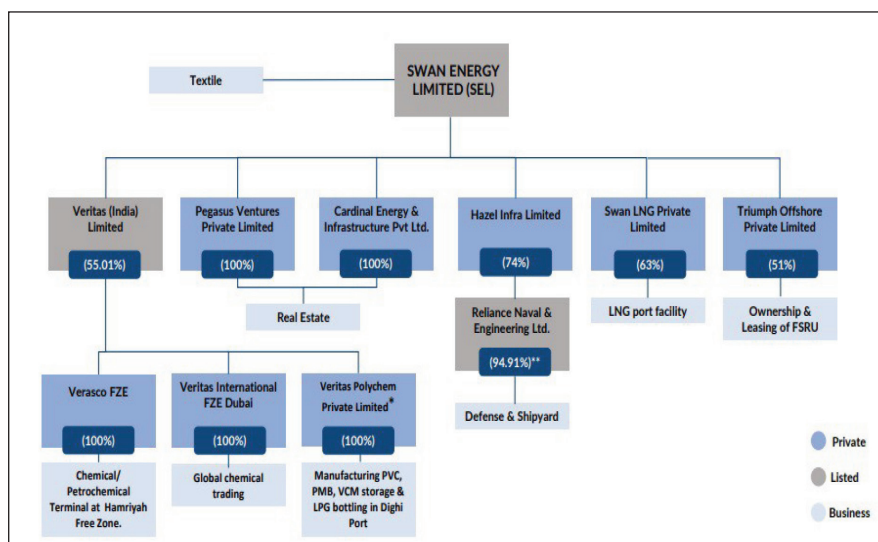 SWAN ENERGY
LIMITED (SEL)
Textile
Veritas (India)
Limited
(55.01%)
Pegasus Ventures
Private Limited
(100%)
Cardinal Energy &
Infrastructure Pvt Ltd.
(100%)
Hazel Infra Limited
(74%)
Swan LNG Private
Limited
(63%)
Triumph Offshore
Private Limited
(51%)
Real Estate
Reliance Naval &
Engineering Ltd.
(94.91%)**
LNG port facility
Ownership &
Leasing of FSRU
Defense & Shipyard
Verasco FZE
(100%)
Veritas International
FZE Dubai
(100%)
Veritas Polychem
Private Limited*
(100%)
Chemical/
Petrochemical
Terminal at Hamriyah
Free Zone.
Global chemical
trading
Manufacturing PVC,
PMB, VCM storage &
LPG bottling in Dighi
Port
Private
Listed
Business